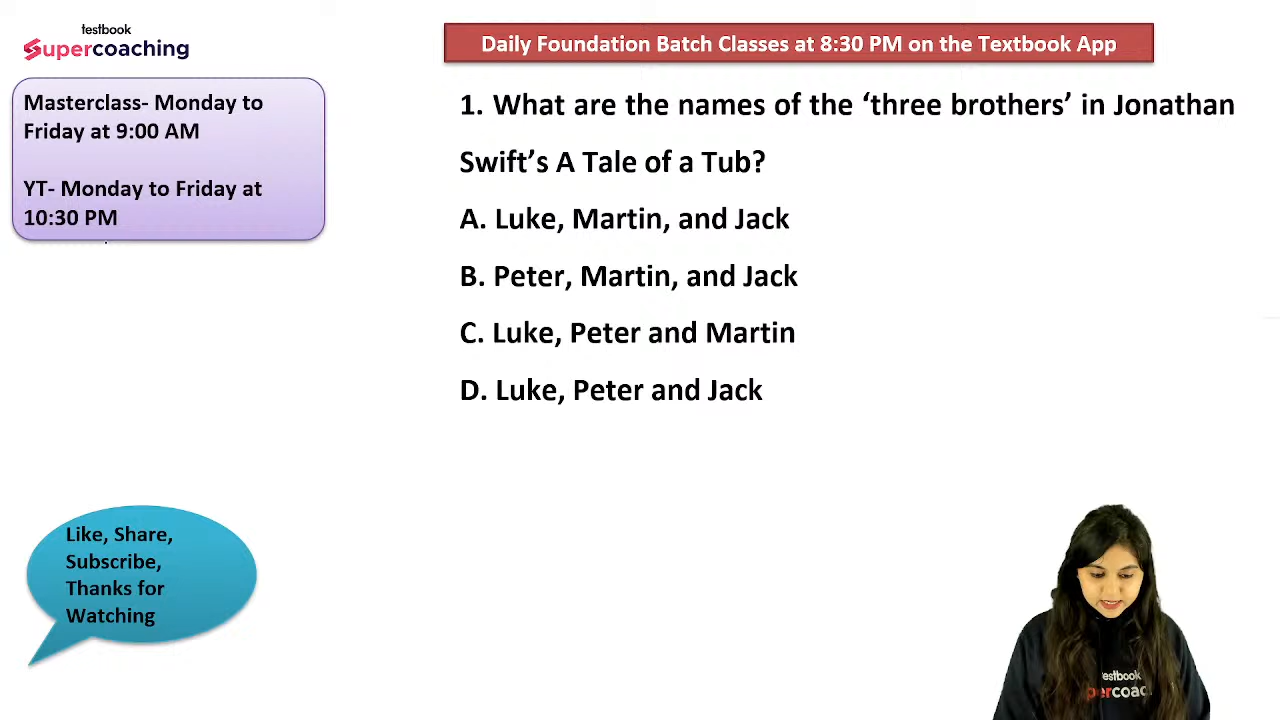 testbook
Supercoaching
Daily Foundation Batch Classes at 8:30 PM on the Textbook App
Masterclass- Monday to
Friday at 9:00 AM
YT- Monday to Friday at
10:30 PM
1. What are the names of the ‘three brothers’ in Jonathan
Swift’s A Tale of a Tub?
A. Luke, Martin, and Jack
B. Peter, Martin, and Jack
C. Luke, Peter and Martin
D. Luke, Peter and Jack
Like, Share,
Subscribe,
Thanks for
Watching
testbook
percoac